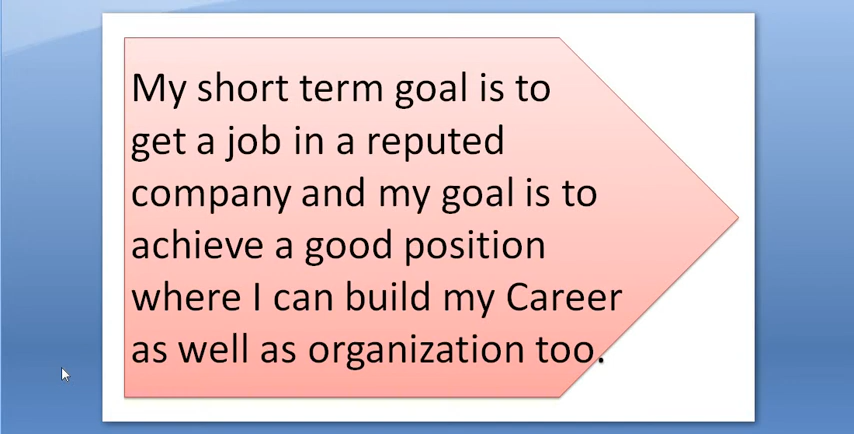 My short term goal is to
get a job in a reputed
company and my goal is to
achieve a good position
where I can build my Career
as well as organization too.